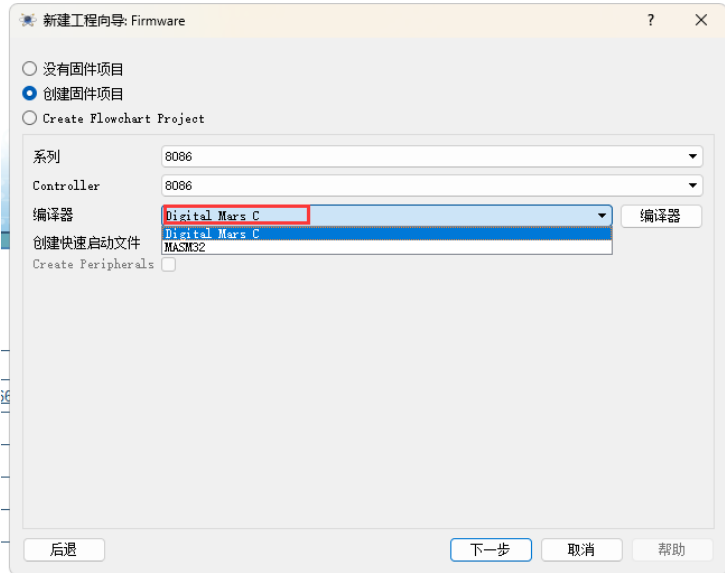 新建工程向导: Firmware ? ×
没有固件项目
创建固件项目
Create Flowchart Project
系列 8086
Controller 8086
编译器 Digital Mars C 编译器
Digital Mars C
创建快速启动文件
MASM32
Create Peripherals
后退 下一步 取消 帮助